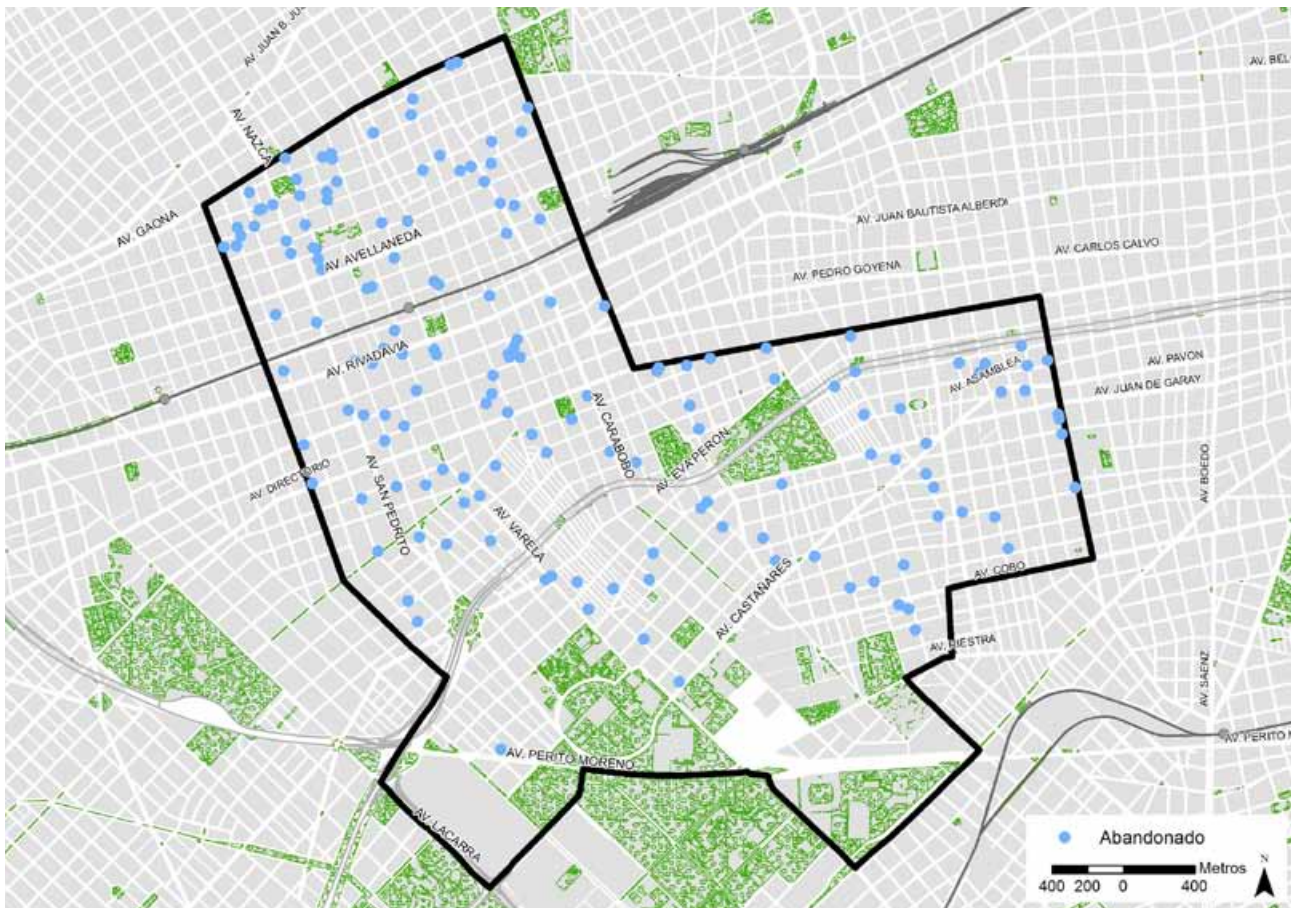 AV. JUAN B. JUS
AV. NAZCA
AV. GAONA
AV. BEL
AV. JUAN BAUTISTA ALBERDI
AV. CARLOS CALVO
AV. PEDRO GOYENA
AV. AVELLANEDA
AV. RIVADAVIA
AV. PAVON
AV. ASAMBLEA
AV. JUAN DE GARAY
AV. CARABOBO
AV. EVA PERON
AV. BOEDO
AV. DIRECTORIO
AV. SAN PEDRITO
AV. VARELA
AV. CASTAÑARES
AV. COBO
AV. RIESTRA
AV. SAENZ
AV. PERITO MORENO
AV. PERITO M
AV. LACARRA
Abandonado
Metros
400 200 0 400
N